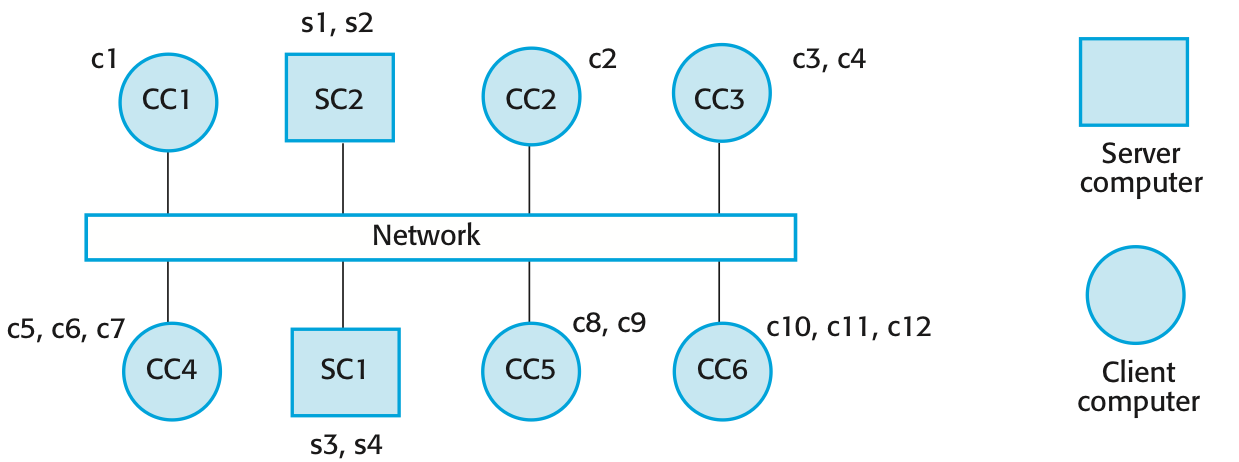 s1, s2
c1
CC1
SC2
CC2
c2
CC3
c3, c4
Server
computer
Network
c5, c6, c7
CC4
SC1
s3, s4
CC5
c8, c9
CC6
c10, c11, c12
Client
computer